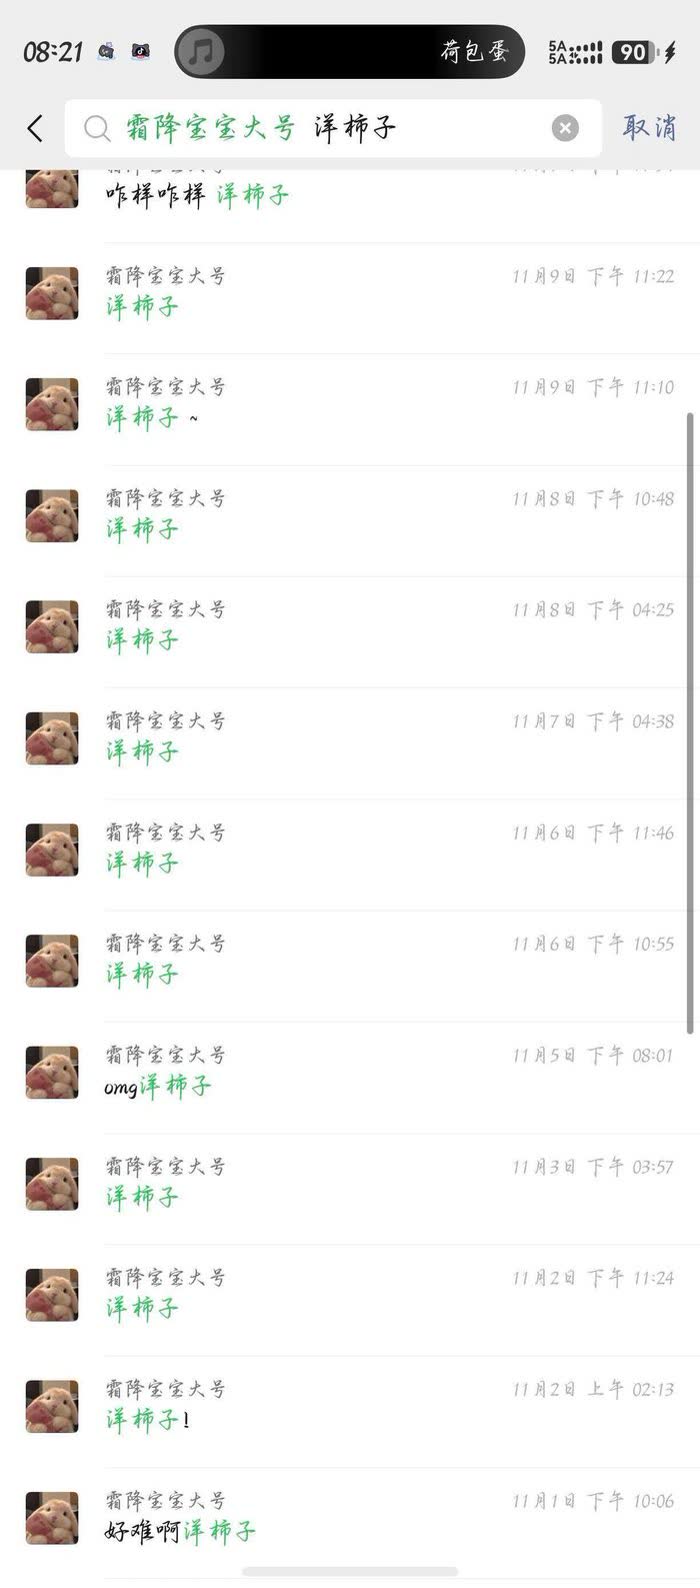 08:21
荷包蛋
5A
5A
90
霜降宝宝大号 洋柿子
取消
咋样咋样 洋柿子
霜降宝宝大号 11月9日 下午 11:22
洋柿子
霜降宝宝大号 11月9日 下午 11:10
洋柿子 ~
霜降宝宝大号 11月8日 下午 10:48
洋柿子
霜降宝宝大号 11月8日 下午 04:25
洋柿子
霜降宝宝大号 11月7日 下午 04:38
洋柿子
霜降宝宝大号 11月6日 下午 11:46
洋柿子
霜降宝宝大号 11月6日 下午 10:55
洋柿子
霜降宝宝大号 11月5日 下午 08:01
omg洋柿子
霜降宝宝大号 11月3日 下午 03:57
洋柿子
霜降宝宝大号 11月2日 下午 11:24
洋柿子
霜降宝宝大号 11月2日 上午 02:13
洋柿子!
霜降宝宝大号 11月1日 下午 10:06
好难啊洋柿子